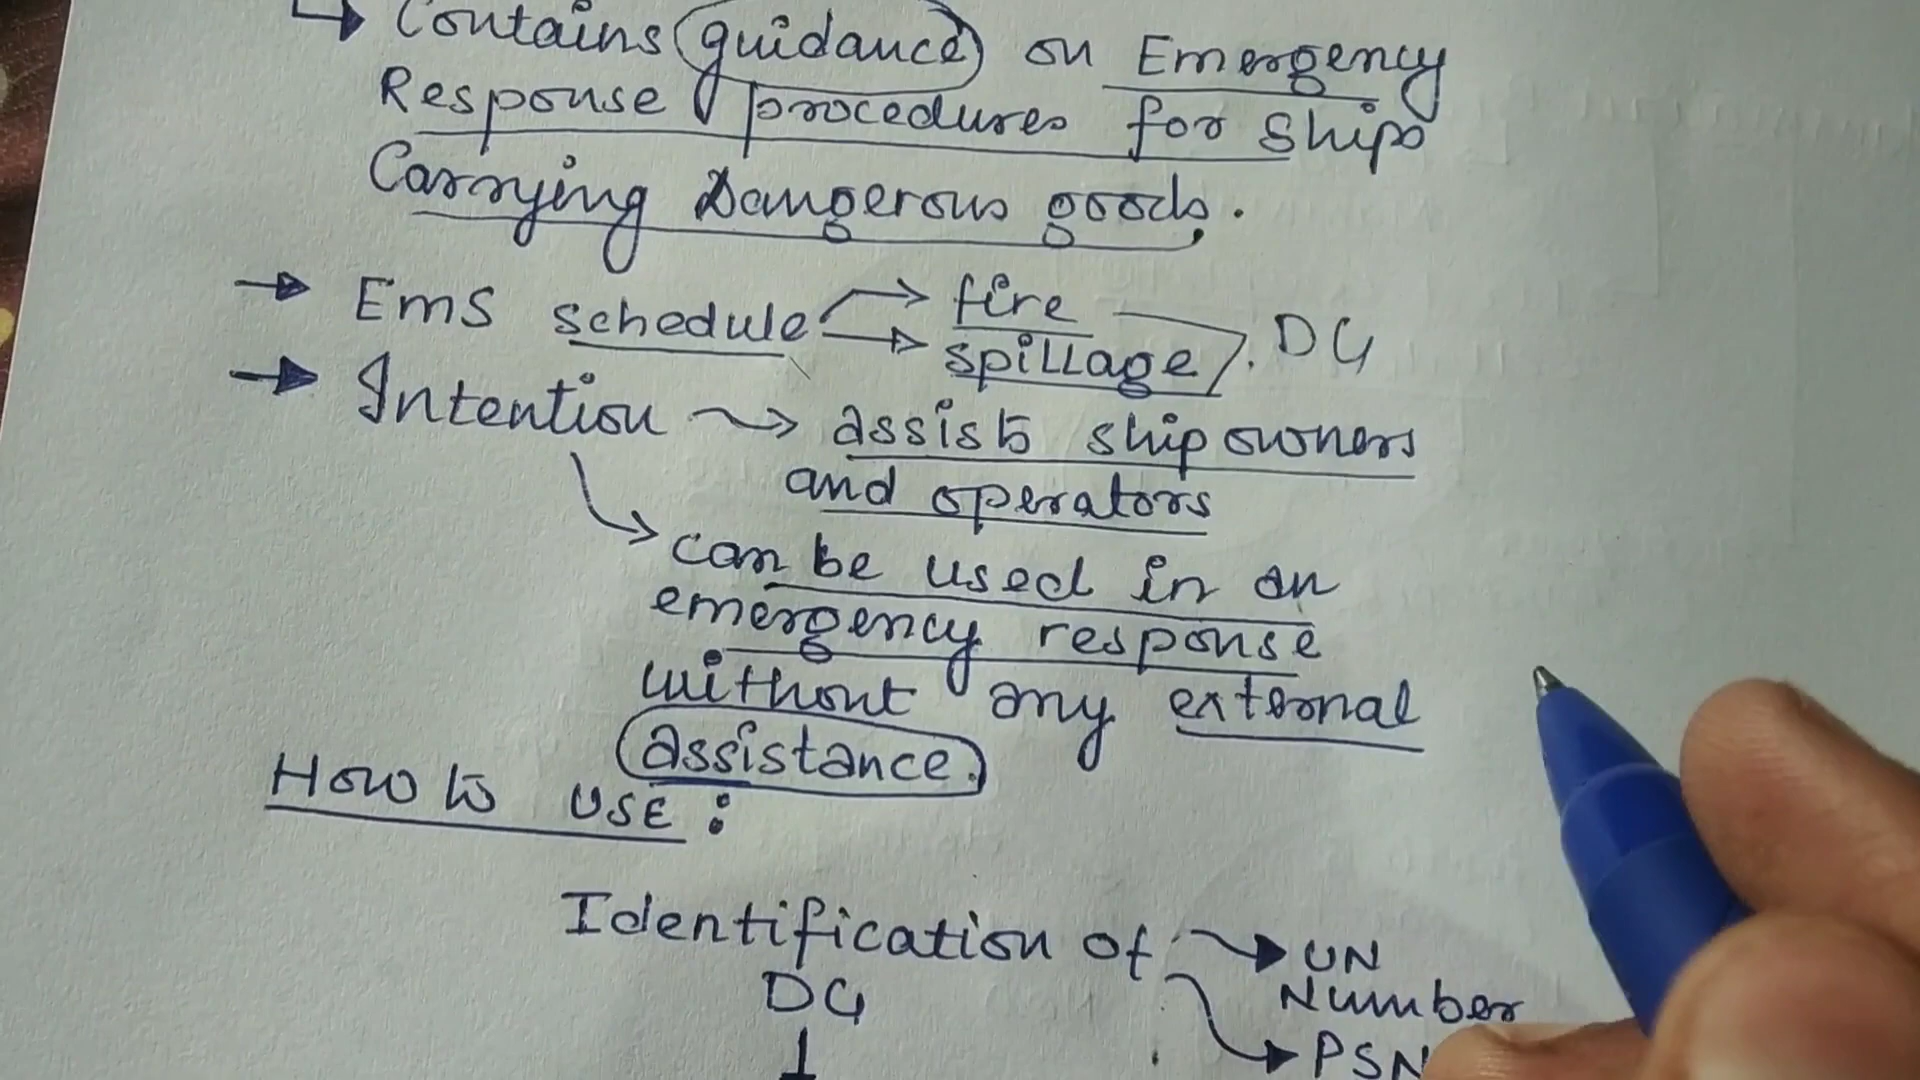 ↳ Contains guidance on Emergency
Response procedures for ships
Carrying Dangerous goods.
→ EmS schedule → fire
→ spillage DG
→ Intention → assist ship owners
and operators
→ can be used in an
emergency response
without any external
assistance.
How to USE:
Identification of → UN
DG Number
→ PSN